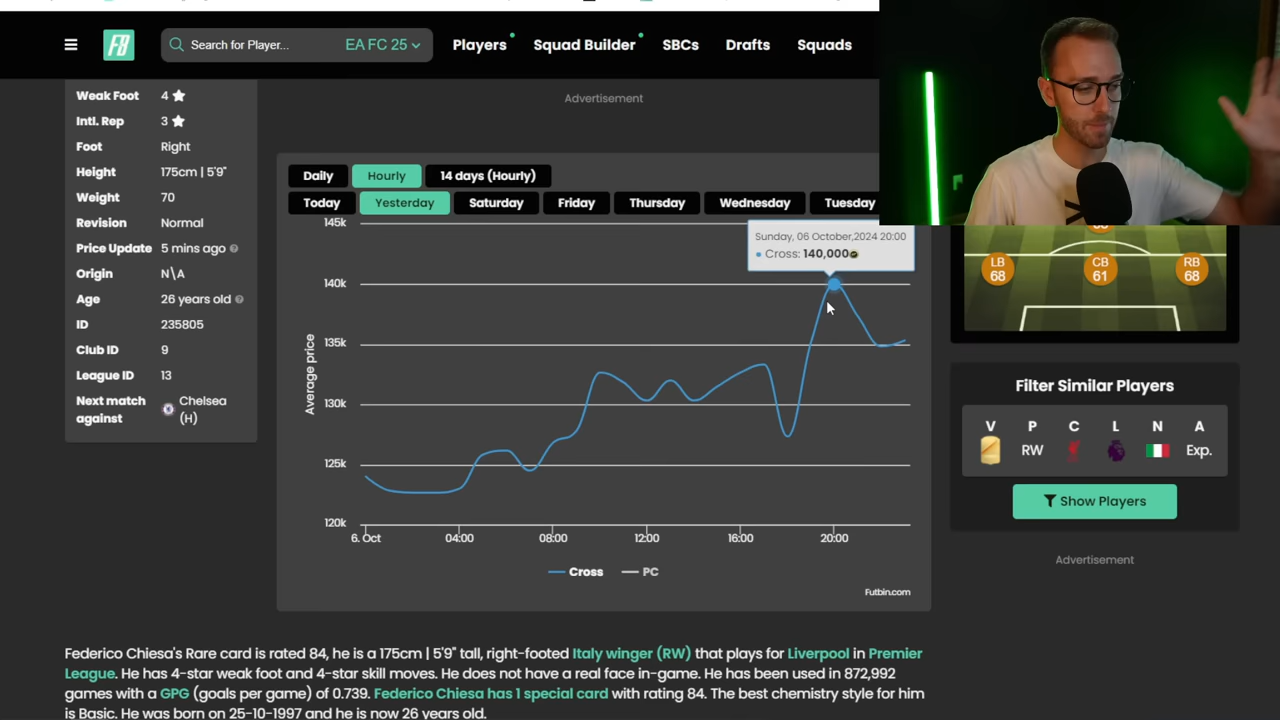 FB
Search for Player...
EA FC 25
Players
Squad Builder
SBCs
Drafts
Squads
Weak Foot 4
Intl. Rep 3
Foot Right
Height 175cm | 5'9"
Weight 70
Revision Normal
Price Update 5 mins ago
Origin N\A
Age 26 years old
ID 235805
Club ID 9
League ID 13
Next match against Chelsea (H)
Advertisement
Daily Hourly 14 days (Hourly)
Today Yesterday Saturday Friday Thursday Wednesday Tuesday
145k
140k
135k
130k
125k
120k
Average price
Sunday, 06 October,2024 20:00
Cross: 140,000
6. Oct 04:00 08:00 12:00 16:00 20:00
Cross PC
Futbin.com
LB CB RB
68 61 68
Filter Similar Players
V P C L N A
RW Exp.
Show Players
Advertisement
Federico Chiesa's Rare card is rated 84, he is a 175cm | 5'9" tall, right-footed Italy winger (RW) that plays for Liverpool in Premier
League. He has 4-star weak foot and 4-star skill moves. He does not have a real face in-game. He has been used in 872,992
games with a GPG (goals per game) of 0.739. Federico Chiesa has 1 special card with rating 84. The best chemistry style for him
is Basic. He was born on 25-10-1997 and he is now 26 years old.